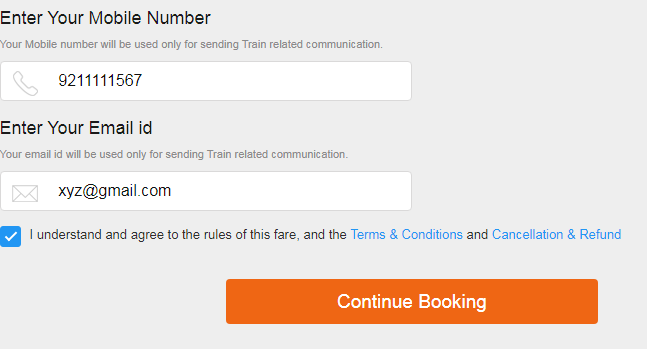 Enter Your Mobile Number
Your Mobile number will be used only for sending Train related communication.
9211111567
Enter Your Email id
Your email id will be used only for sending Train related communication.
xyz@gmail.com
I understand and agree to the rules of this fare, and the Terms & Conditions and Cancellation & Refund
Continue Booking